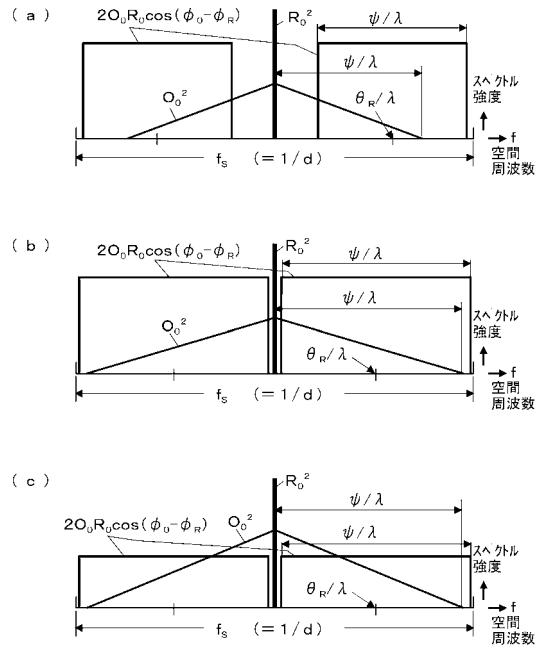 ( a )
2O₀R₀cos(ϕ₀−ϕR)
R₀²
ψ/λ
ψ/λ
O₀²
θR/λ
スペクトル
強度
f
空間
周波数
fs (=1/d)
( b )
2O₀R₀cos(ϕ₀−ϕR)
R₀²
ψ/λ
ψ/λ
O₀²
θR/λ
スペクトル
強度
f
空間
周波数
fs (=1/d)
( c )
R₀²
ψ/λ
O₀²
2O₀R₀cos(ϕ₀−ϕR)
ψ/λ
θR/λ
スペクトル
強度
f
空間
周波数
fs (=1/d)